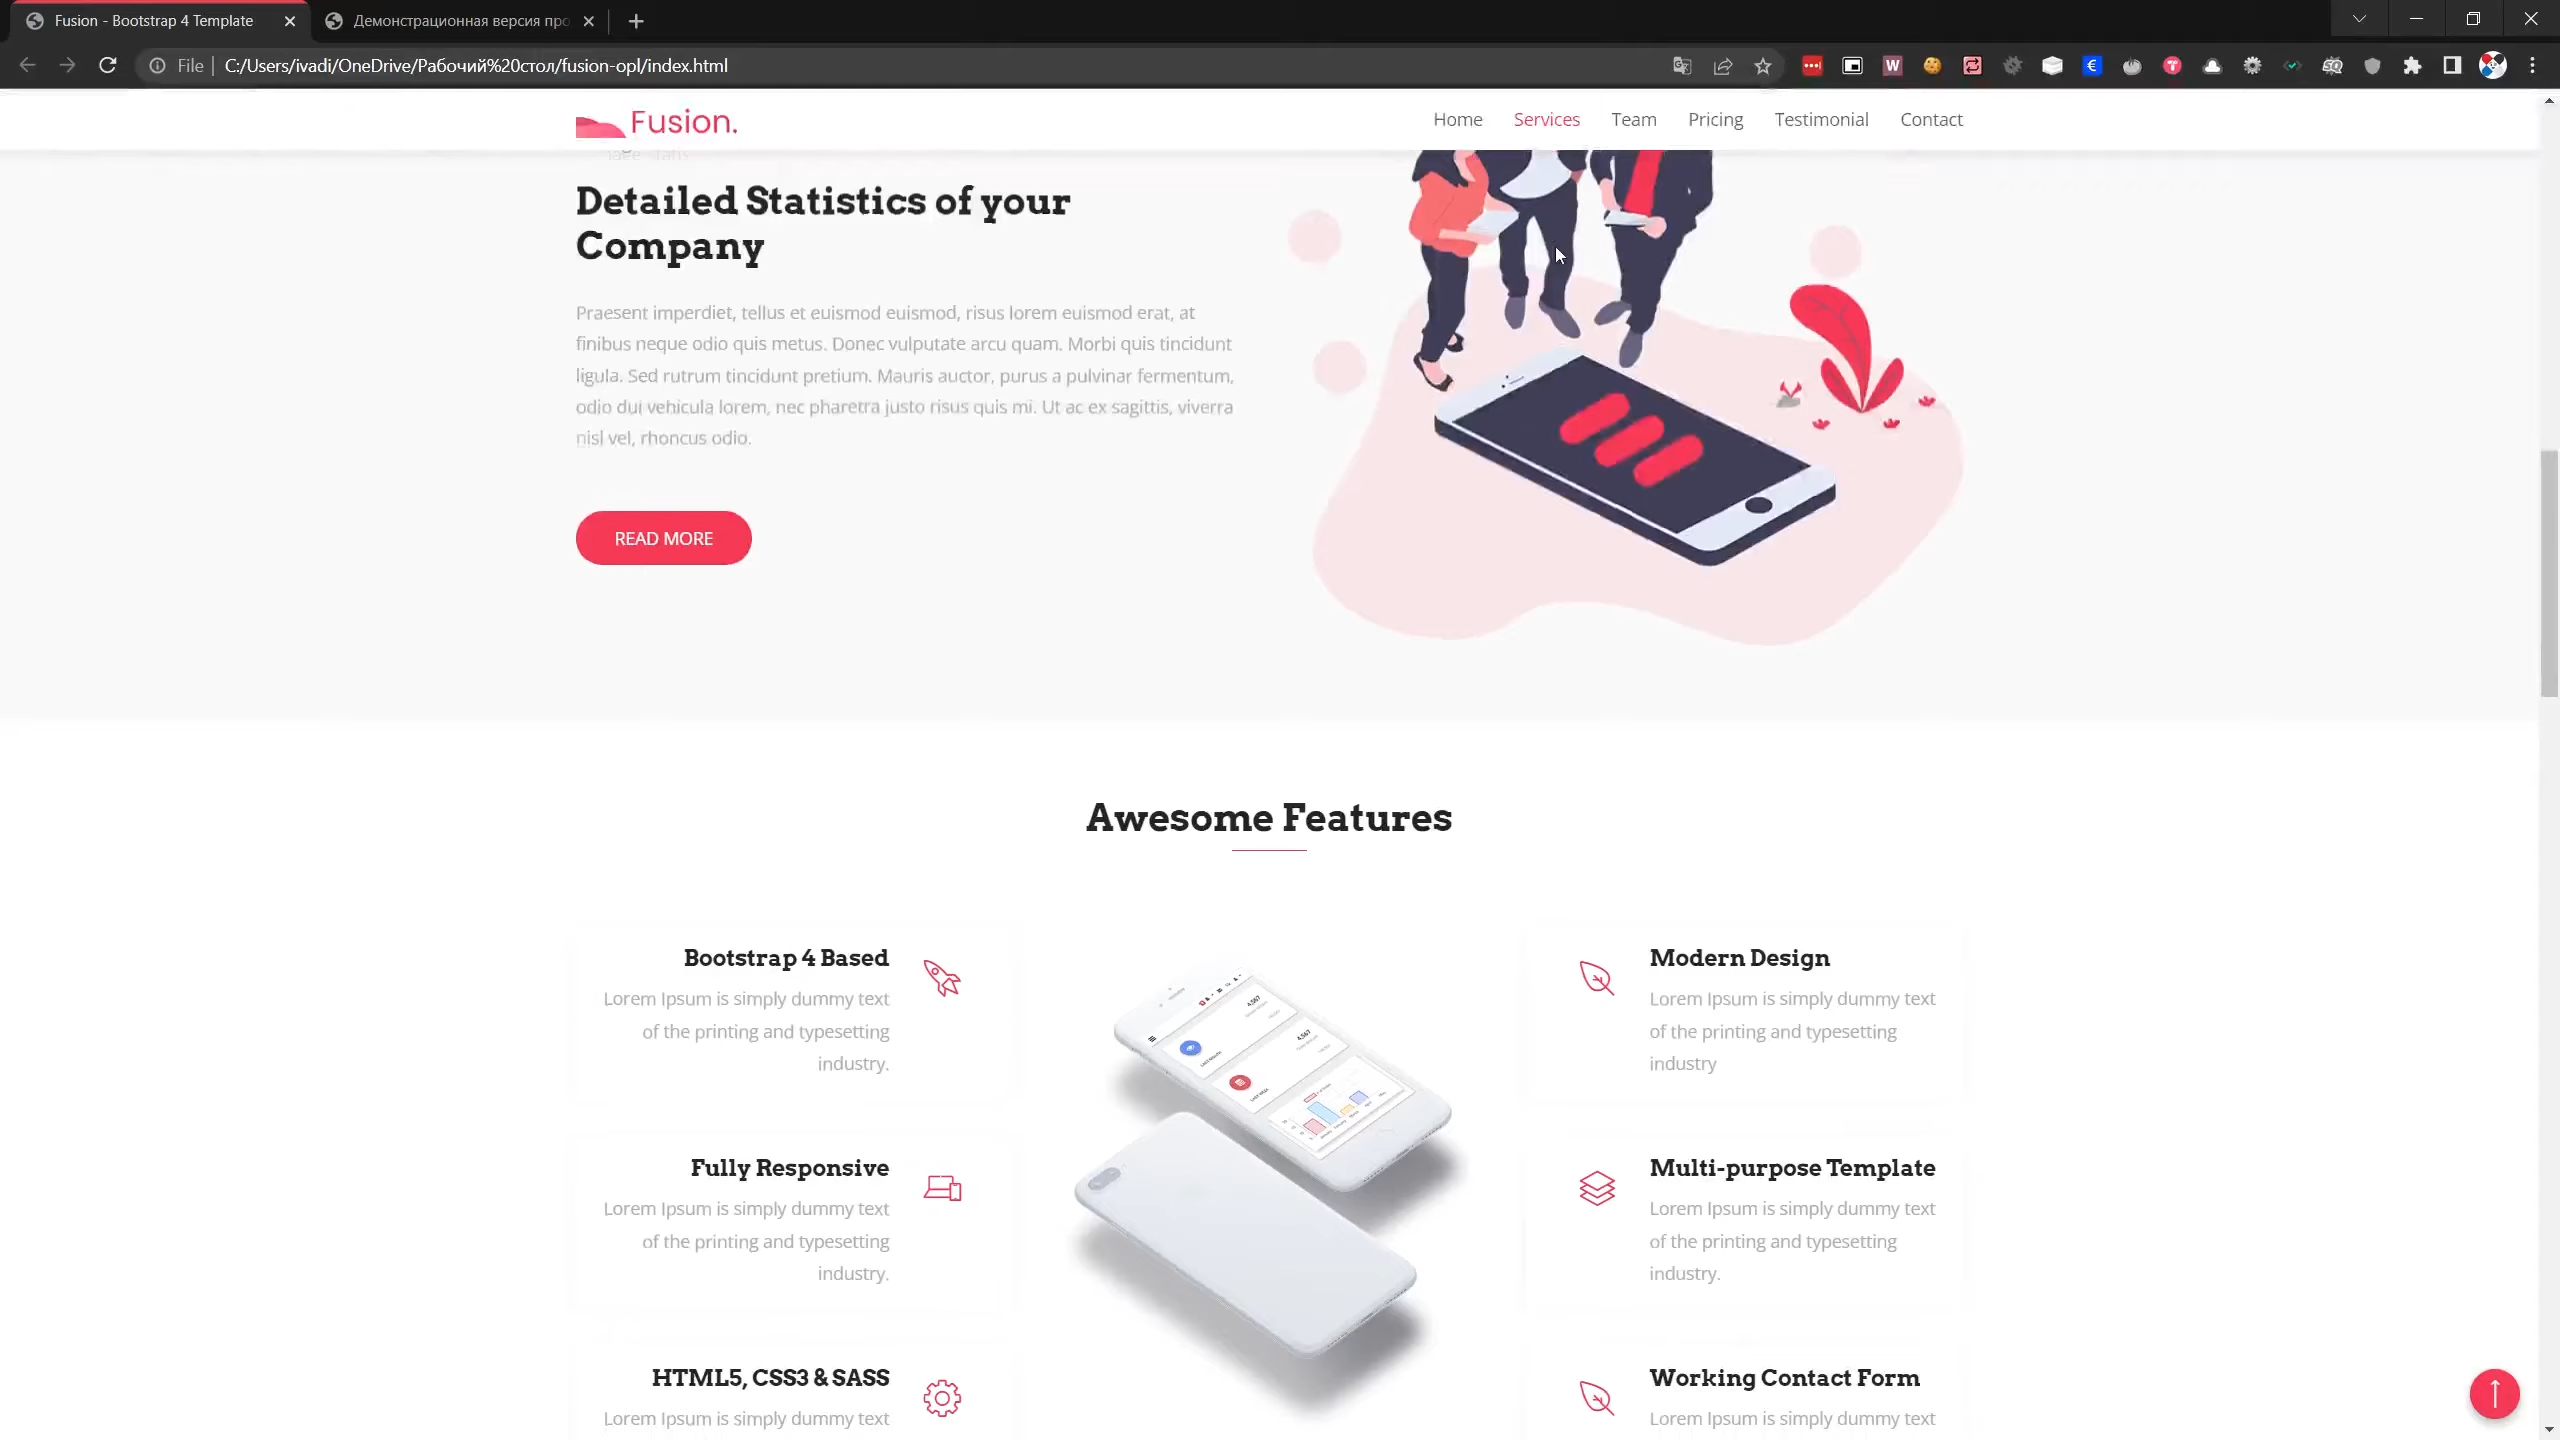 Fusion - Bootstrap 4 Template
Демонстрационная версия про
File
C:/Users/ivadi/OneDrive/Рабочий%20стол/fusion-opl/index.html
Fusion.
Home Services Team Pricing Testimonial Contact
Detailed Statistics of your
Company
Praesent imperdiet, tellus et euismod euismod, risus lorem euismod erat, at
finibus neque odio quis metus. Donec vulputate arcu quam. Morbi quis tincidunt
ligula. Sed rutrum tincidunt pretium. Mauris auctor, purus a pulvinar fermentum,
odio dui vehicula lorem, nec pharetra justo risus quis mi. Ut ac ex sagittis, viverra
nisl vel, rhoncus odio.
READ MORE
Awesome Features
Bootstrap 4 Based
Lorem Ipsum is simply dummy text
of the printing and typesetting
industry.
Fully Responsive
Lorem Ipsum is simply dummy text
of the printing and typesetting
industry.
HTML5, CSS3 & SASS
Lorem Ipsum is simply dummy text
4,567
4,567
Modern Design
Lorem Ipsum is simply dummy text
of the printing and typesetting
industry
Multi-purpose Template
Lorem Ipsum is simply dummy text
of the printing and typesetting
industry.
Working Contact Form
Lorem Ipsum is simply dummy text